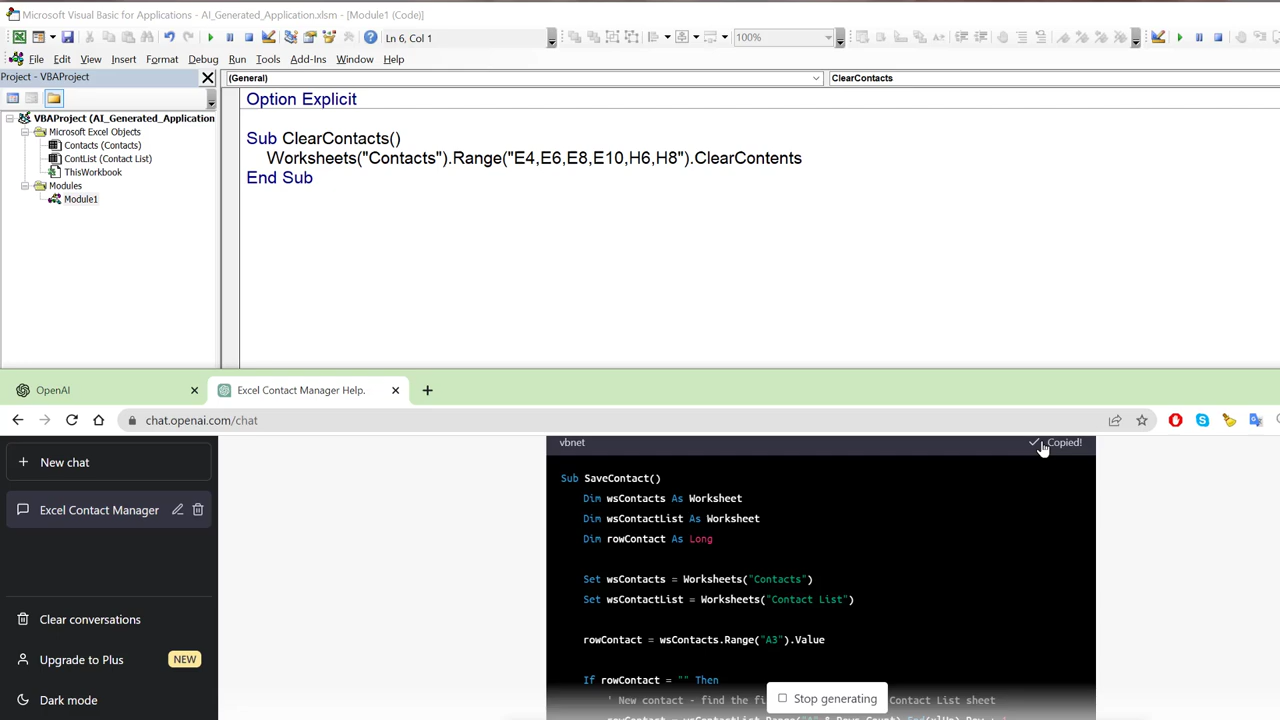 Microsoft Visual Basic for Applications - AI_Generated_Application.xlsm - [Module1 (Code)]
Ln 6, Col 1
100%
File Edit View Insert Format Debug Run Tools Add-Ins Window Help
Project - VBAProject
(General)
ClearContacts
VBAProject (AI_Generated_Application
Microsoft Excel Objects
Contacts (Contacts)
ContList (Contact List)
ThisWorkbook
Modules
Module1
Option Explicit
Sub ClearContacts()
Worksheets("Contacts").Range("E4,E6,E8,E10,H6,H8").ClearContents
End Sub
OpenAI
Excel Contact Manager Help.
chat.openai.com/chat
New chat
Excel Contact Manager
Clear conversations
Upgrade to Plus NEW
Dark mode
vbnet
Copied!
Sub SaveContact()
Dim wsContacts As Worksheet
Dim wsContactList As Worksheet
Dim rowContact As Long
Set wsContacts = Worksheets("Contacts")
Set wsContactList = Worksheets("Contact List")
rowContact = wsContacts.Range("A3").Value
If rowContact = "" Then
' New contact - find the Contact List sheet
Stop generating